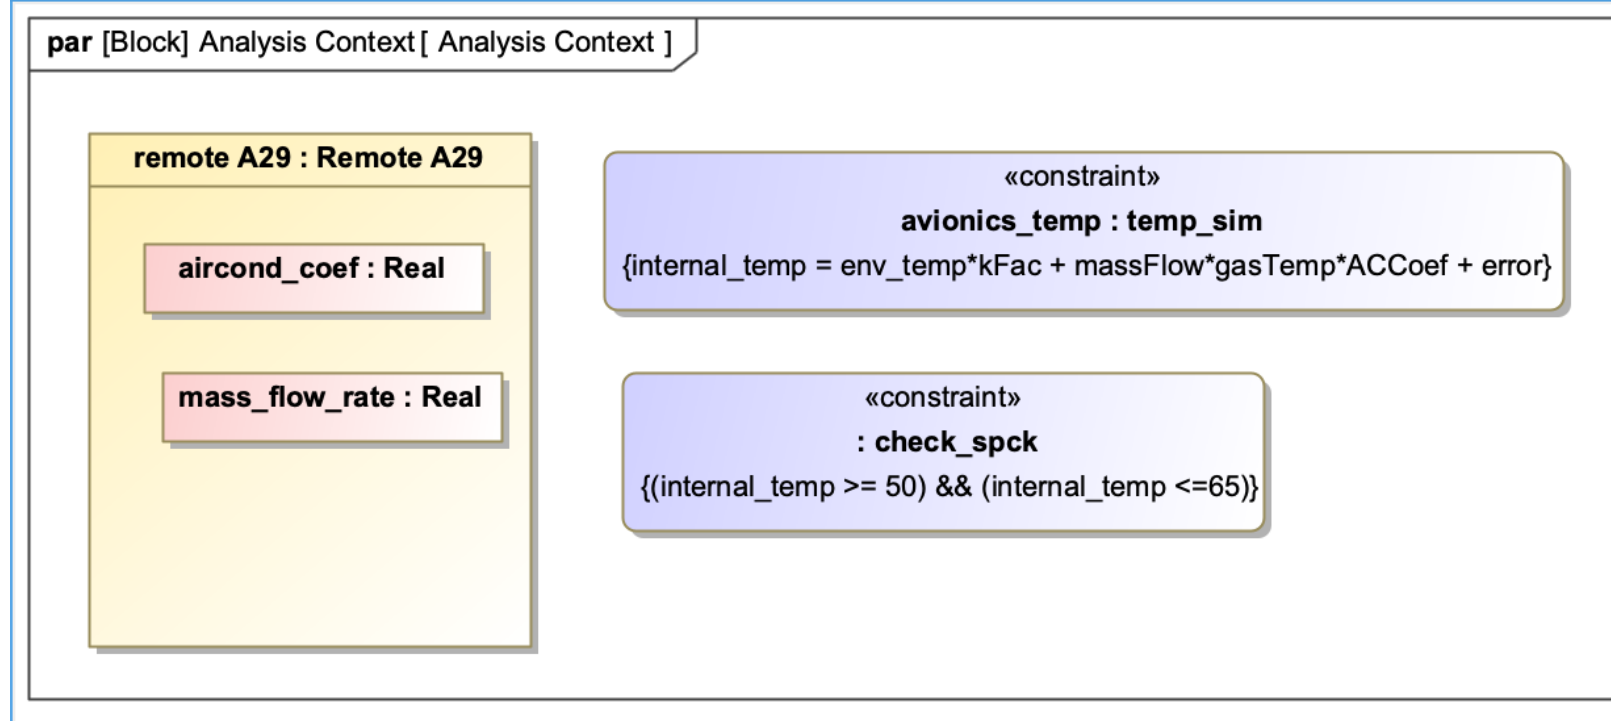 par [Block] Analysis Context[ Analysis Context ]
remote A29 : Remote A29
aircond_coef : Real
mass_flow_rate : Real
«constraint»
avionics_temp : temp_sim
{internal_temp = env_temp*kFac + massFlow*gasTemp*ACCoef + error}
«constraint»
: check_spck
{(internal_temp >= 50) && (internal_temp <=65)}